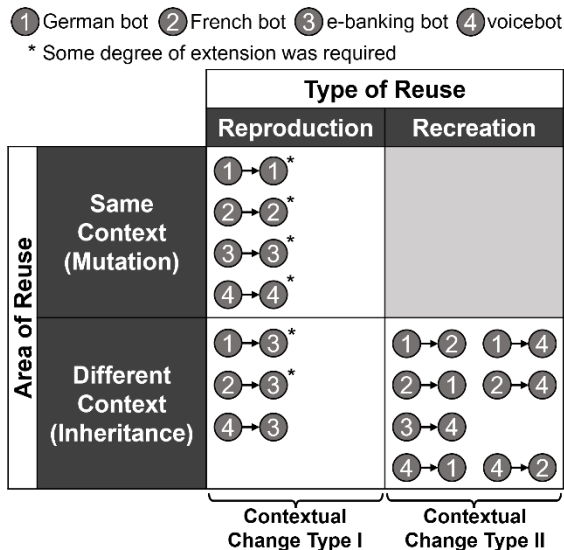 1 German bot 2 French bot 3 e-banking bot 4 voicebot
* Some degree of extension was required
Type of Reuse
Reproduction Recreation
Area of Reuse
Same
Context
(Mutation)
1→1*
2→2*
3→3*
4→4*
Different
Context
(Inheritance)
1→3* 1→2 1→4
2→3* 2→1 2→4
4→3 3→4
4→1 4→2
Contextual
Change Type I
Contextual
Change Type II